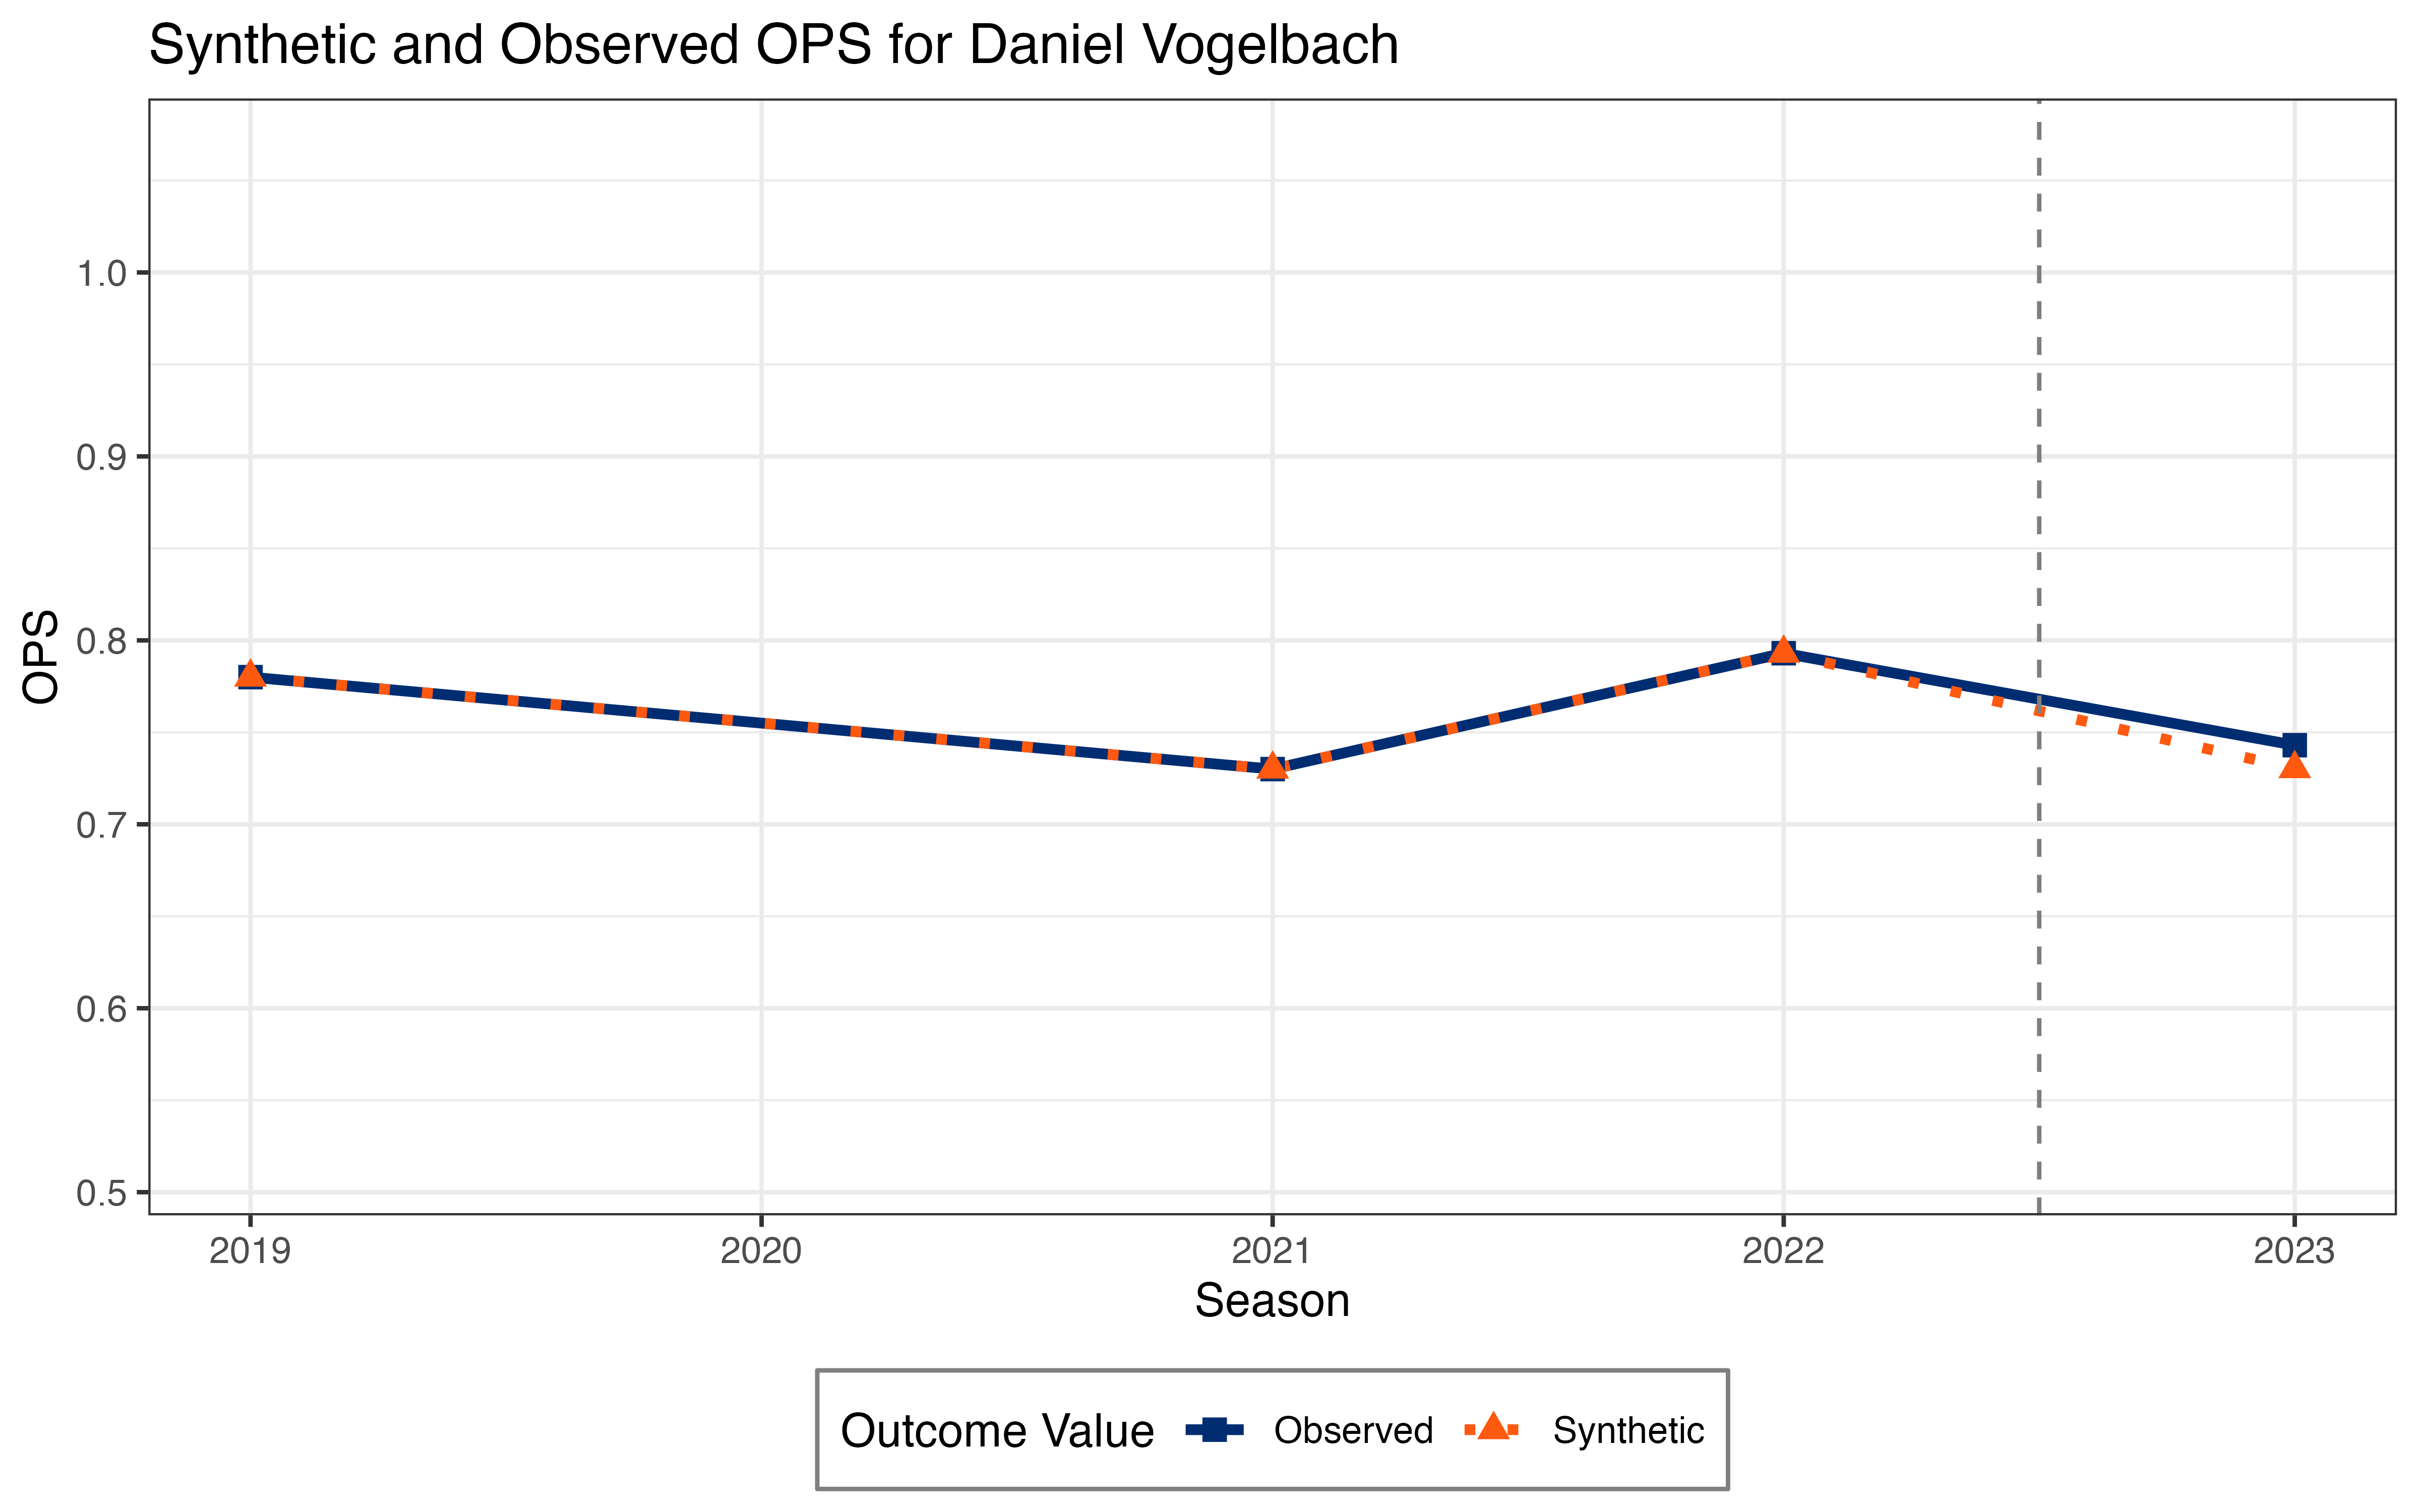 Synthetic and Observed OPS for Daniel Vogelbach
OPS
1.0
0.9
0.8
0.7
0.6
0.5
2019 2020 2021 2022 2023
Season
Outcome Value Observed Synthetic